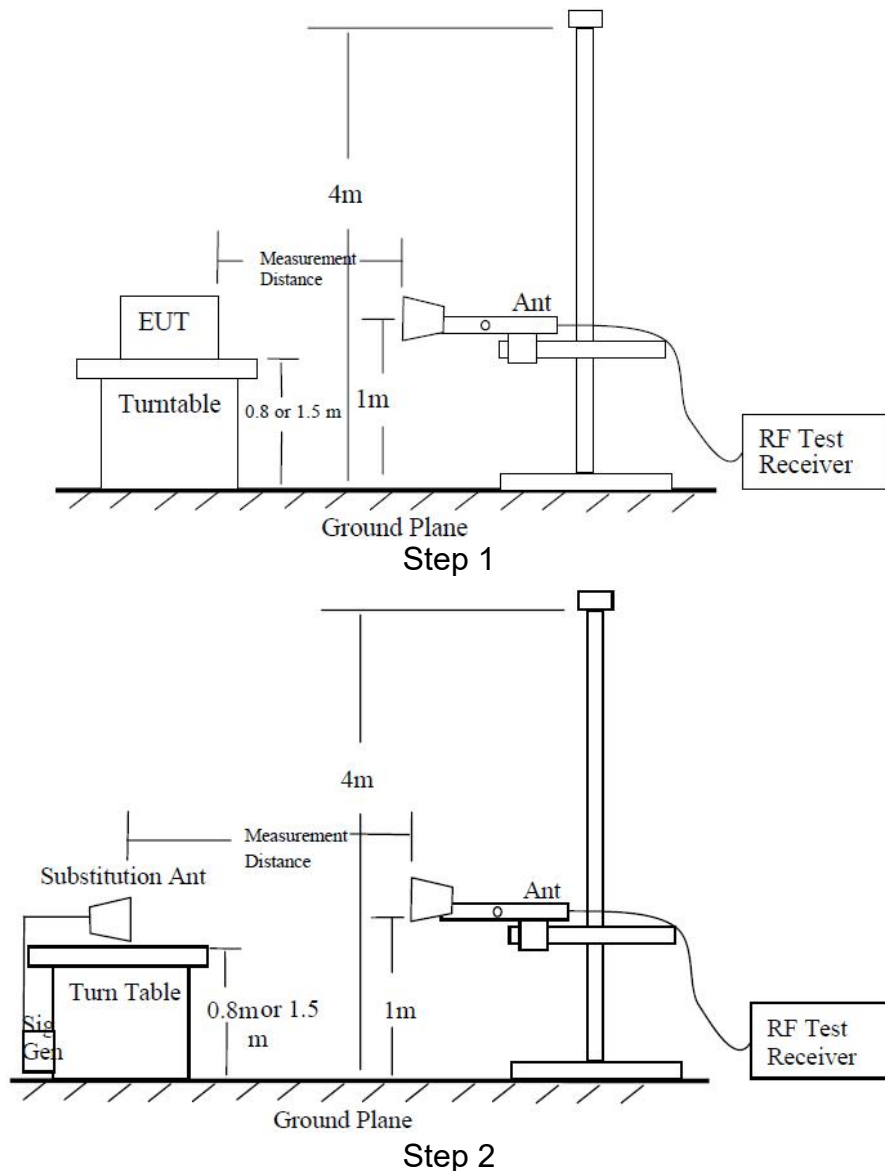 4m
Measurement
Distance
EUT
Ant
Turntable
0.8 or 1.5 m
1m
RF Test
Receiver
Ground Plane
Step 1
4m
Measurement
Distance
Substitution Ant
Ant
Turn Table
0.8m or 1.5
m
1m
Sig
Gen
RF Test
Receiver
Ground Plane
Step 2